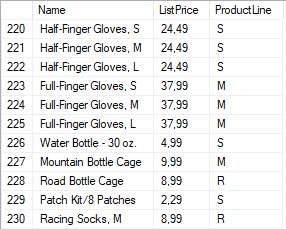 Name ListPrice ProductLine
220 Half-Finger Gloves, S 24,49 S
221 Half-Finger Gloves, M 24,49 S
222 Half-Finger Gloves, L 24,49 S
223 Full-Finger Gloves, S 37,99 M
224 Full-Finger Gloves, M 37,99 M
225 Full-Finger Gloves, L 37,99 M
226 Water Bottle - 30 oz. 4,99 S
227 Mountain Bottle Cage 9,99 M
228 Road Bottle Cage 8,99 R
229 Patch Kit/8 Patches 2,29 S
230 Racing Socks, M 8,99 R